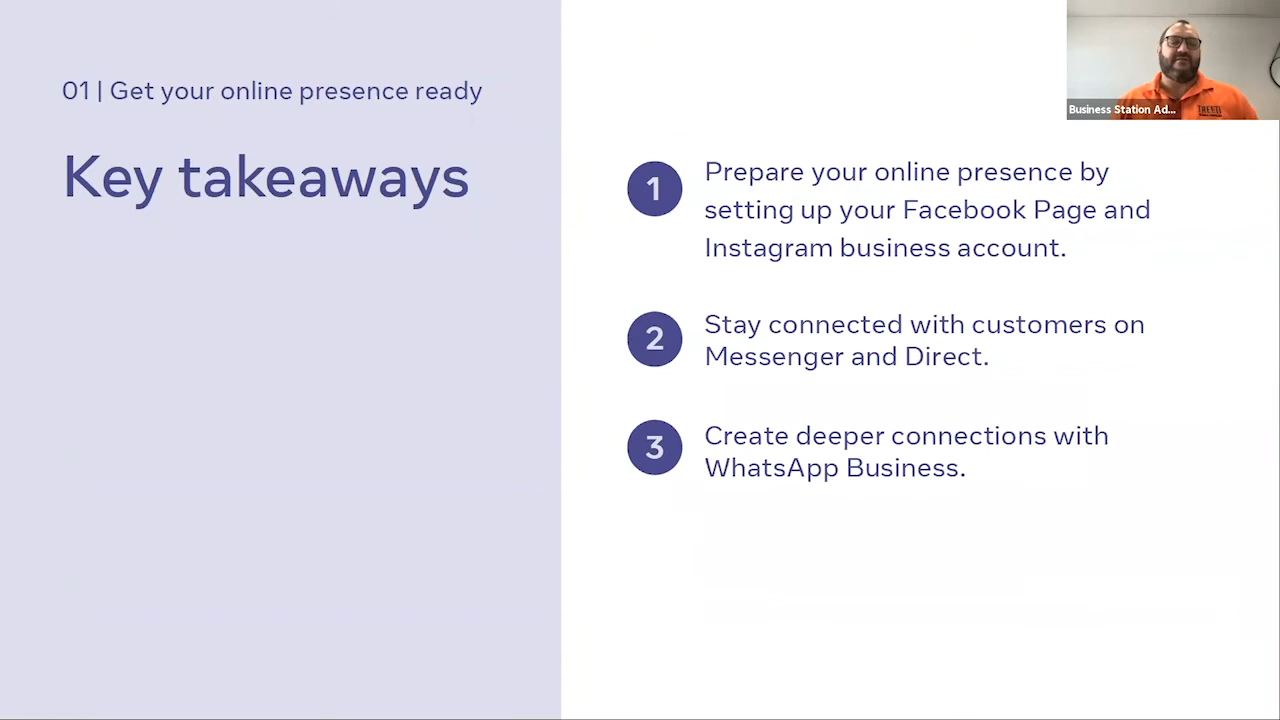 01 | Get your online presence ready
Key takeaways
1
Prepare your online presence by
setting up your Facebook Page and
Instagram business account.
2
Stay connected with customers on
Messenger and Direct.
3
Create deeper connections with
WhatsApp Business.
Business Station Ad...